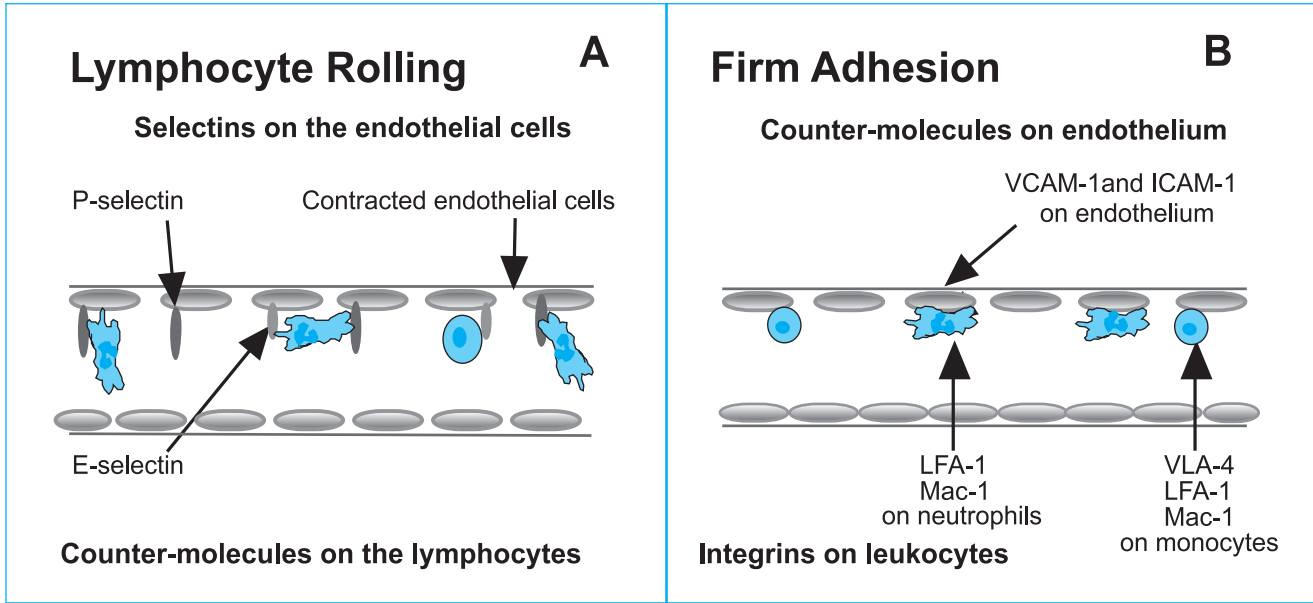 A
Lymphocyte Rolling
Selectins on the endothelial cells
P-selectin
Contracted endothelial cells
E-selectin
Counter-molecules on the lymphocytes
B
Firm Adhesion
Counter-molecules on endothelium
VCAM-1and ICAM-1
on endothelium
LFA-1
Mac-1
on neutrophils
VLA-4
LFA-1
Mac-1
on monocytes
Integrins on leukocytes